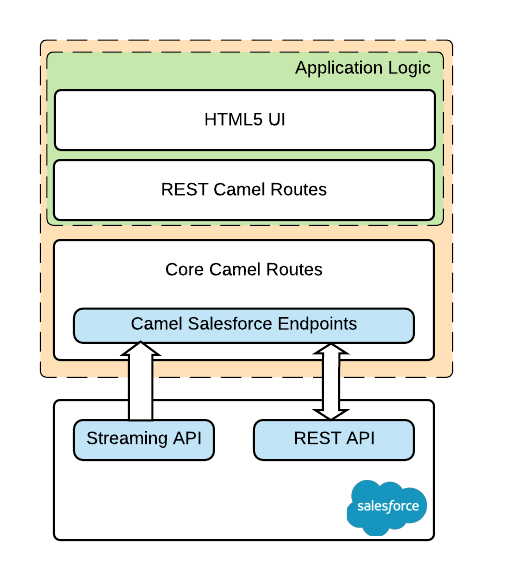 Application Logic
HTML5 UI
REST Camel Routes
Core Camel Routes
Camel Salesforce Endpoints
Streaming API
REST API
salesforce